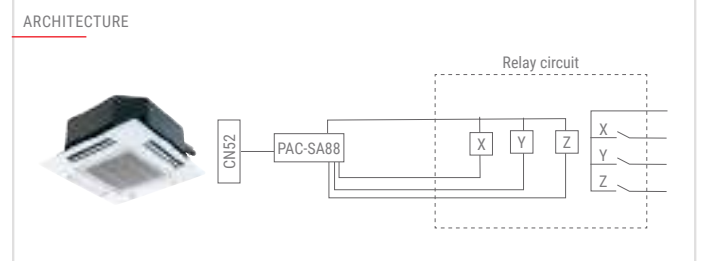 ARCHITECTURE
Relay circuit
CN52
PAC-SA88
X
Y
Z
X
Y
Z